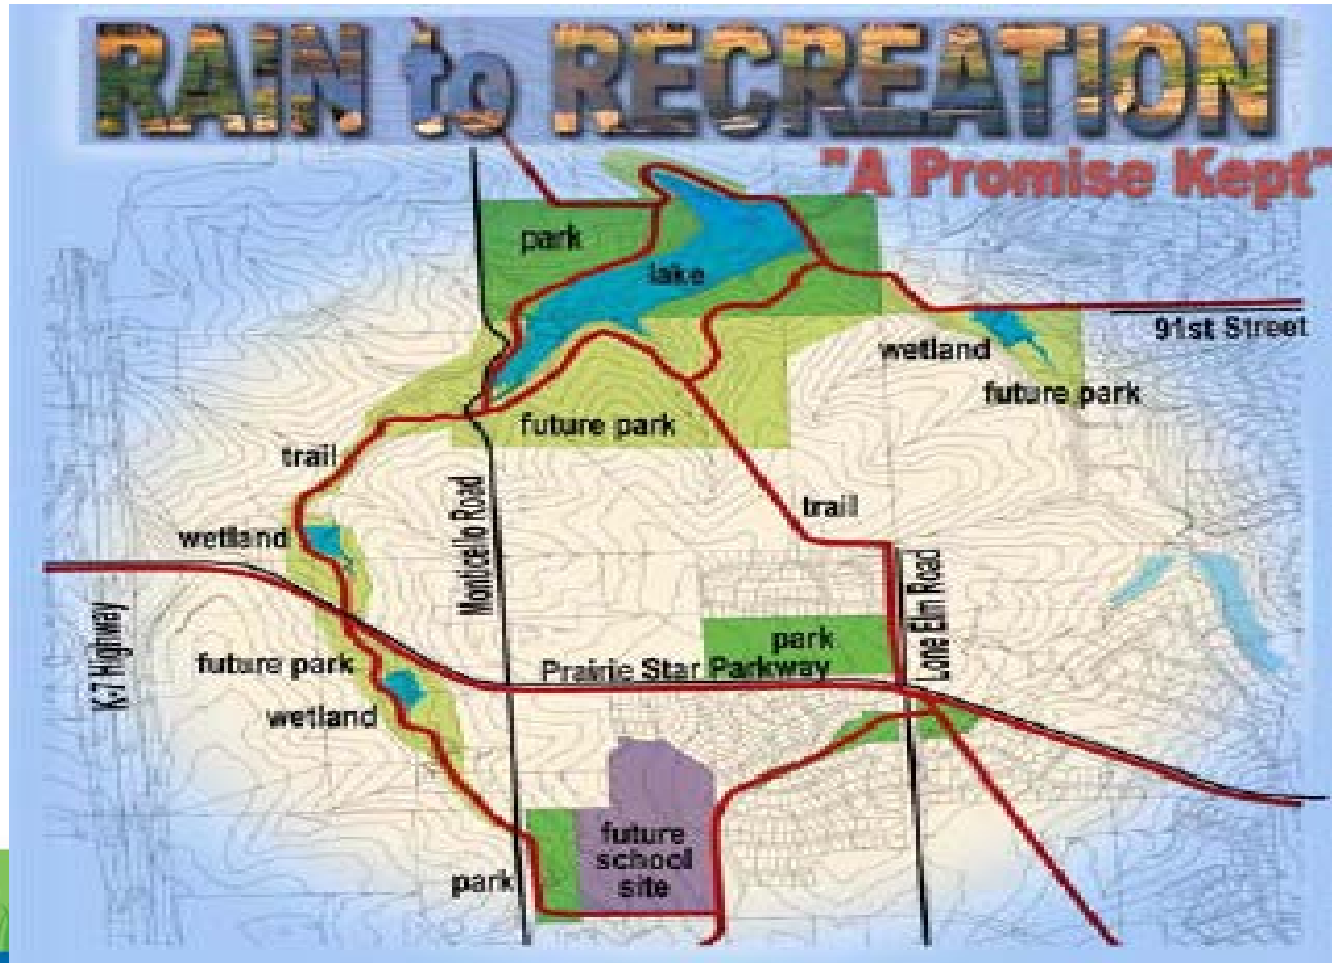 RAIN to RECREATION
"A Promise Kept"
park
lake
91st Street
wetland
future park
future park
trail
Monticello Road
trail
wetland
Lone Elm Road
K-7 Highway
park
future park
Prairie Star Parkway
wetland
future
school
site
park